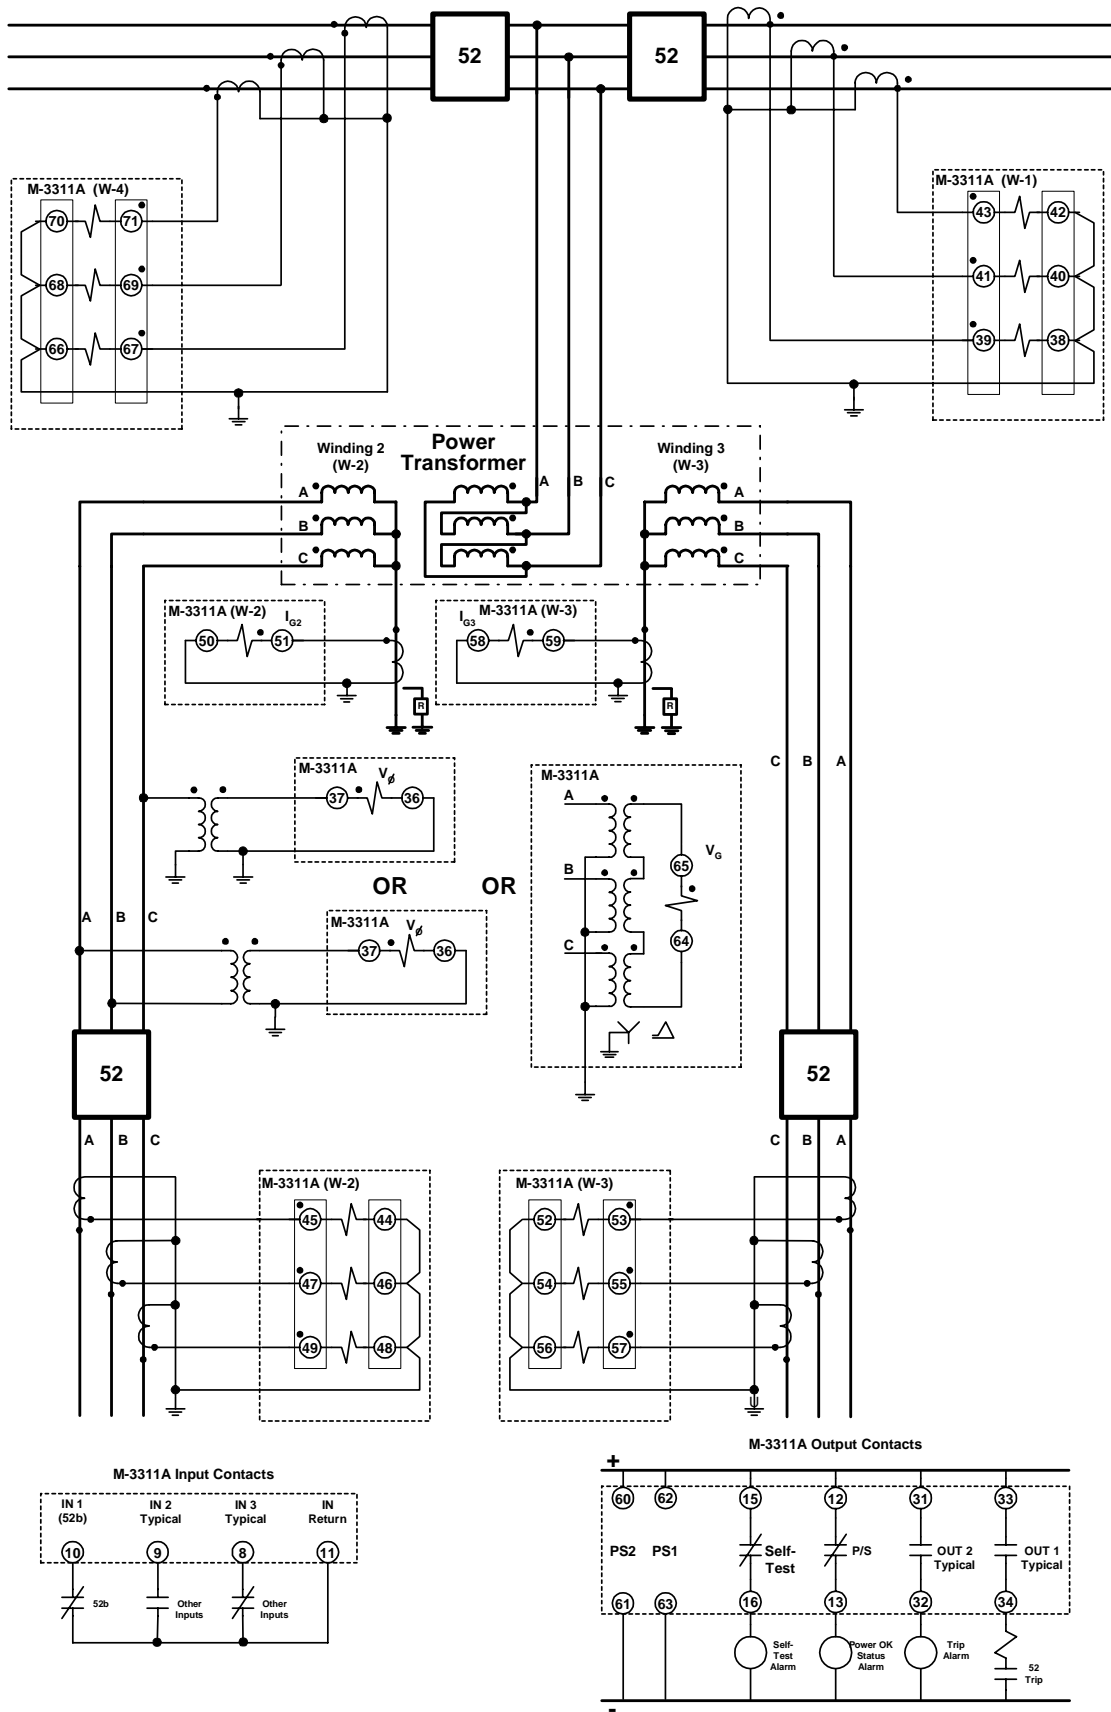 52
52
M-3311A (W-4)
70
71
68
69
66
67
M-3311A (W-1)
43
42
41
40
39
38
Winding 2
(W-2)
Power
Transformer
Winding 3
(W-3)
A
B
C
A
B
C
A
B
C
M-3311A (W-2)
IG2
50
51
M-3311A (W-3)
IG3
58
59
R
R
M-3311A
VØ
37
36
OR
OR
M-3311A
A
B
C
VG
65
64
C
B
A
A
B
C
M-3311A
VØ
37
36
52
52
A
B
C
C
B
A
M-3311A (W-2)
45
44
47
46
49
48
M-3311A (W-3)
52
53
54
55
56
57
U
M-3311A Input Contacts
IN 1
(52b)
IN 2
Typical
IN 3
Typical
IN
Return
10
9
8
11
52b
Other
Inputs
Other
Inputs
M-3311A Output Contacts
+
60
62
15
12
31
33
PS2
PS1
Self-
Test
P/S
OUT 2
Typical
OUT 1
Typical
61
63
16
13
32
34
Self-
Test
Alarm
Power OK
Status
Alarm
Trip
Alarm
52
Trip
-